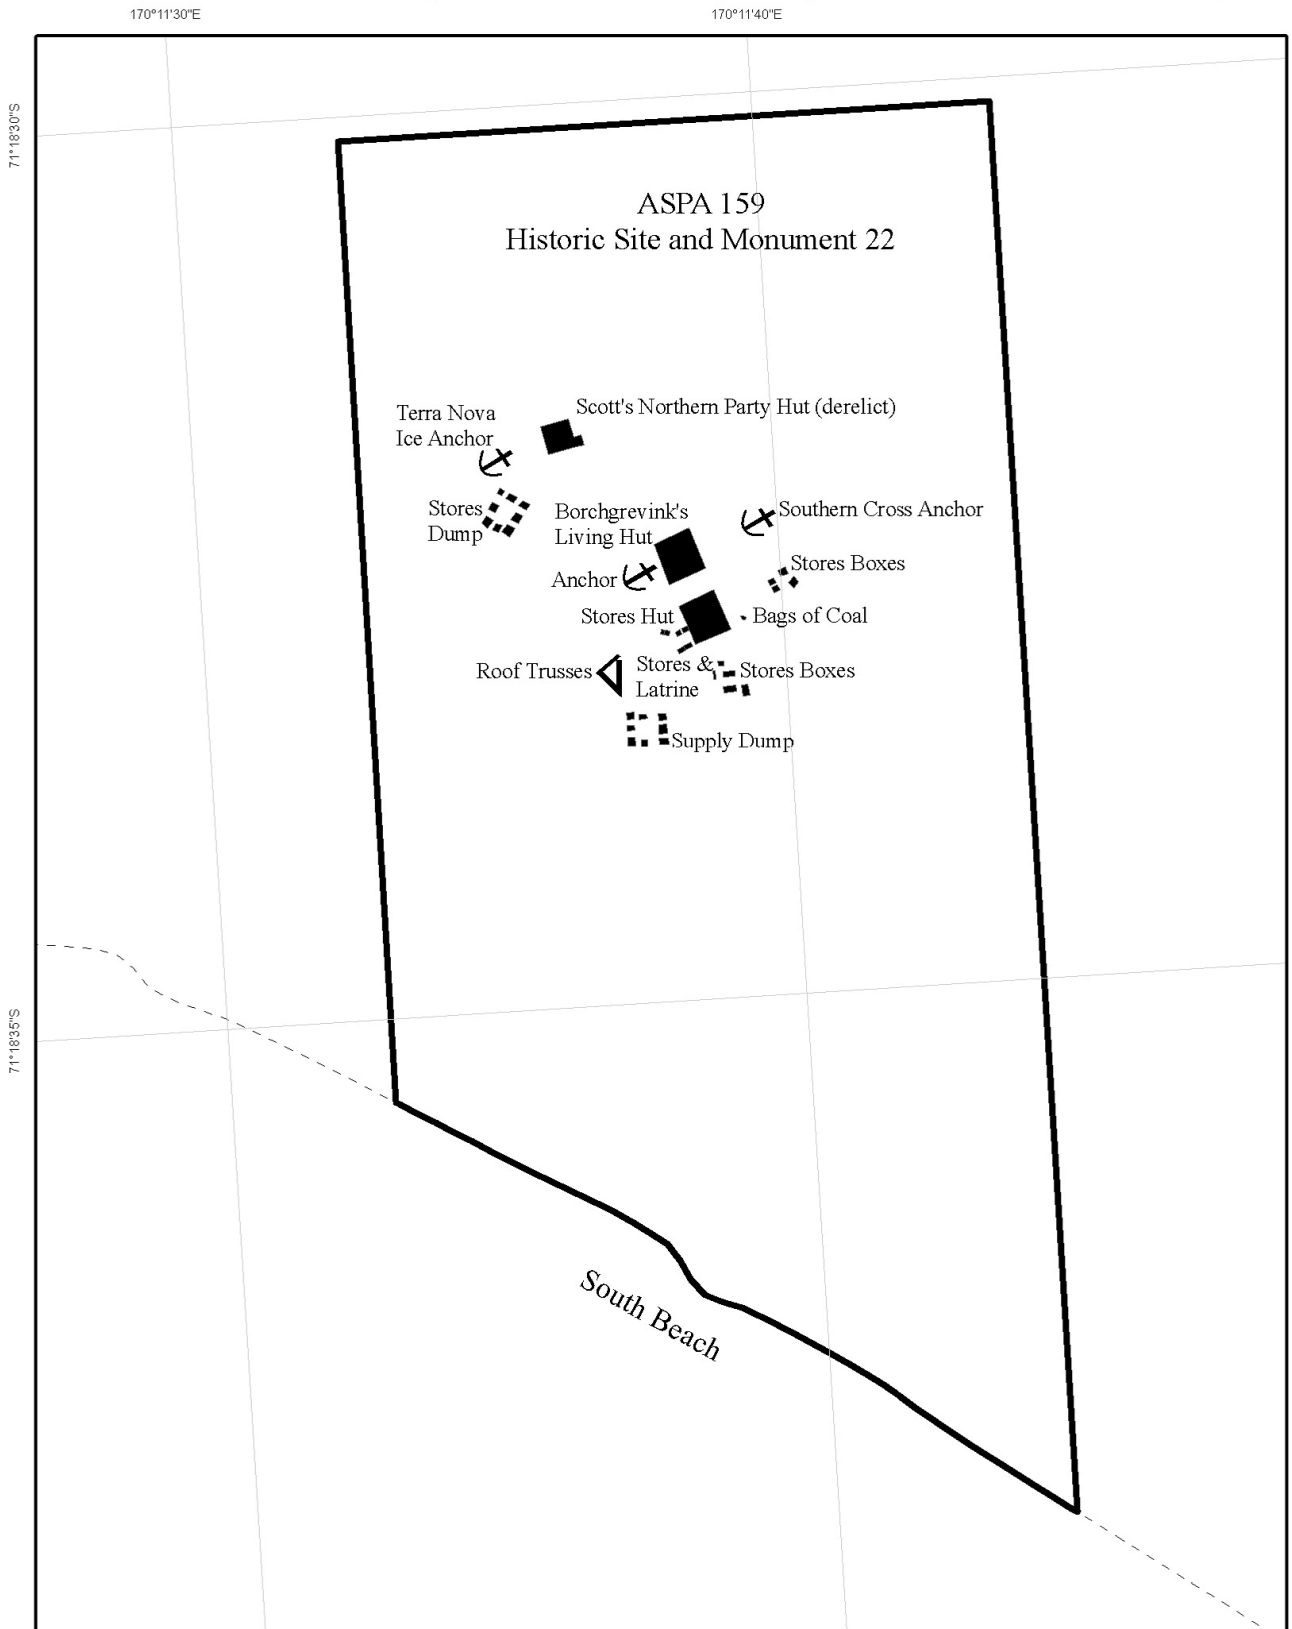 170°11'30"E
170°11'40"E
71°18'30"S
ASPA 159
Historic Site and Monument 22
Terra Nova
Ice Anchor
Scott's Northern Party Hut (derelict)
Stores
Dump
Borchgrevink's
Living Hut
Southern Cross Anchor
Anchor
Stores Boxes
Stores Hut
Bags of Coal
Roof Trusses
Stores &
Latrine
Stores Boxes
Supply Dump
71°18'35"S
South Beach